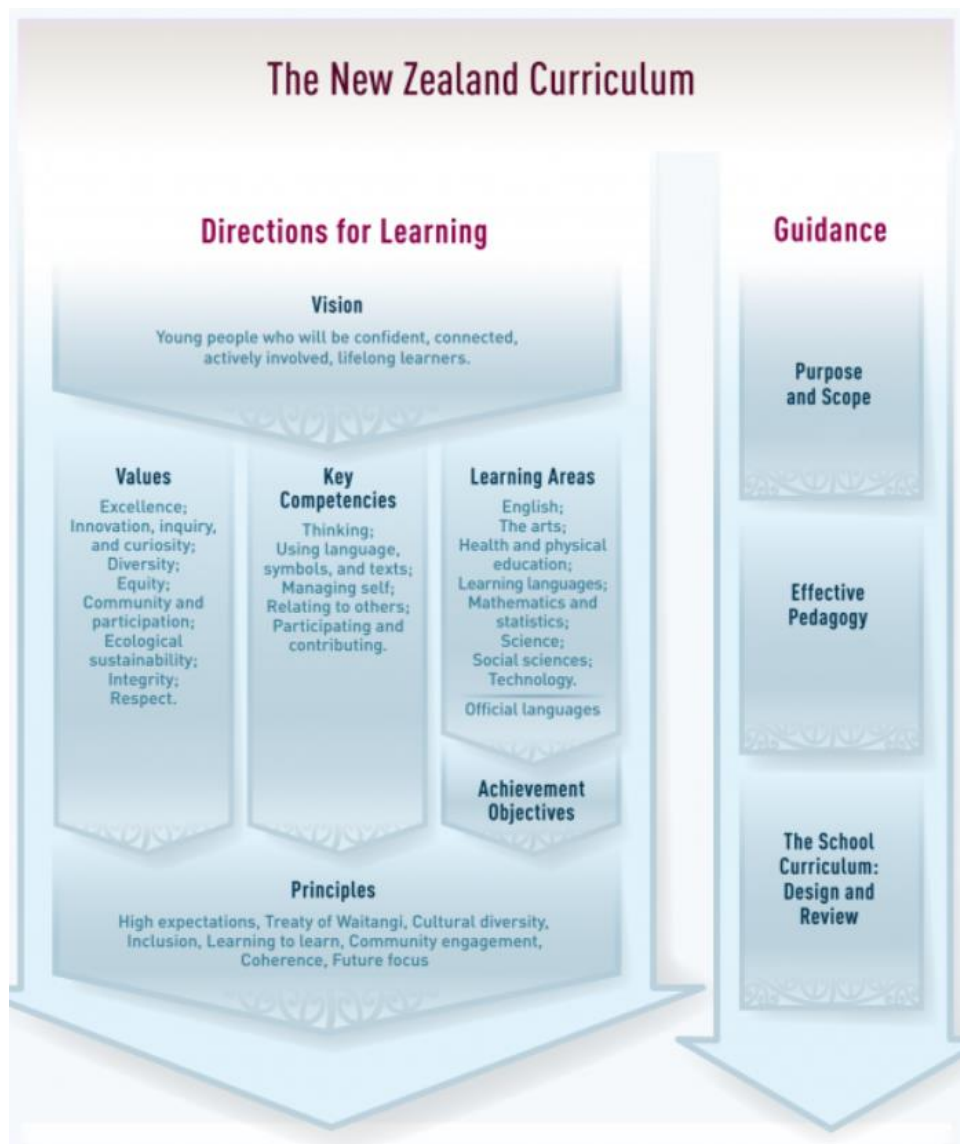 The New Zealand Curriculum
Directions for Learning
Vision
Young people who will be confident, connected,
actively involved, lifelong learners.
Values
Excellence;
Innovation, inquiry,
and curiosity;
Diversity;
Equity;
Community and
participation;
Ecological
sustainability;
Integrity;
Respect.
Key
Competencies
Thinking;
Using language,
symbols, and texts;
Managing self;
Relating to others;
Participating and
contributing.
Learning Areas
English;
The arts;
Health and physical
education;
Learning languages;
Mathematics and
statistics;
Science;
Social sciences;
Technology.
Official languages
Achievement
Objectives
Principles
High expectations, Treaty of Waitangi, Cultural diversity,
Inclusion, Learning to learn, Community engagement,
Coherence, Future focus
Guidance
Purpose
and Scope
Effective
Pedagogy
The School
Curriculum:
Design and
Review